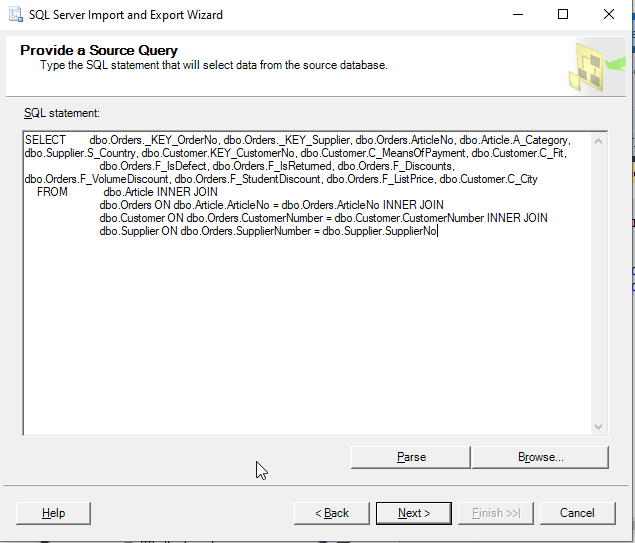 SQL Server Import and Export Wizard
Provide a Source Query
Type the SQL statement that will select data from the source database.
SQL statement:
SELECT dbo.Orders._KEY_OrderNo, dbo.Orders._KEY_Supplier, dbo.Orders.ArticleNo, dbo.Article.A_Category,
dbo.Supplier.S_Country, dbo.Customer.KEY_CustomerNo, dbo.Customer.C_MeansOfPayment, dbo.Customer.C_Fit,
dbo.Orders.F_IsDefect, dbo.Orders.F_IsReturned, dbo.Orders.F_Discounts,
dbo.Orders.F_VolumeDiscount, dbo.Orders.F_StudentDiscount, dbo.Orders.F_ListPrice, dbo.Customer.C_City
FROM dbo.Article INNER JOIN
dbo.Orders ON dbo.Article.ArticleNo = dbo.Orders.ArticleNo INNER JOIN
dbo.Customer ON dbo.Orders.CustomerNumber = dbo.Customer.CustomerNumber INNER JOIN
dbo.Supplier ON dbo.Orders.SupplierNumber = dbo.Supplier.SupplierNo
Parse
Browse...
Help
< Back
Next >
Finish >>|
Cancel